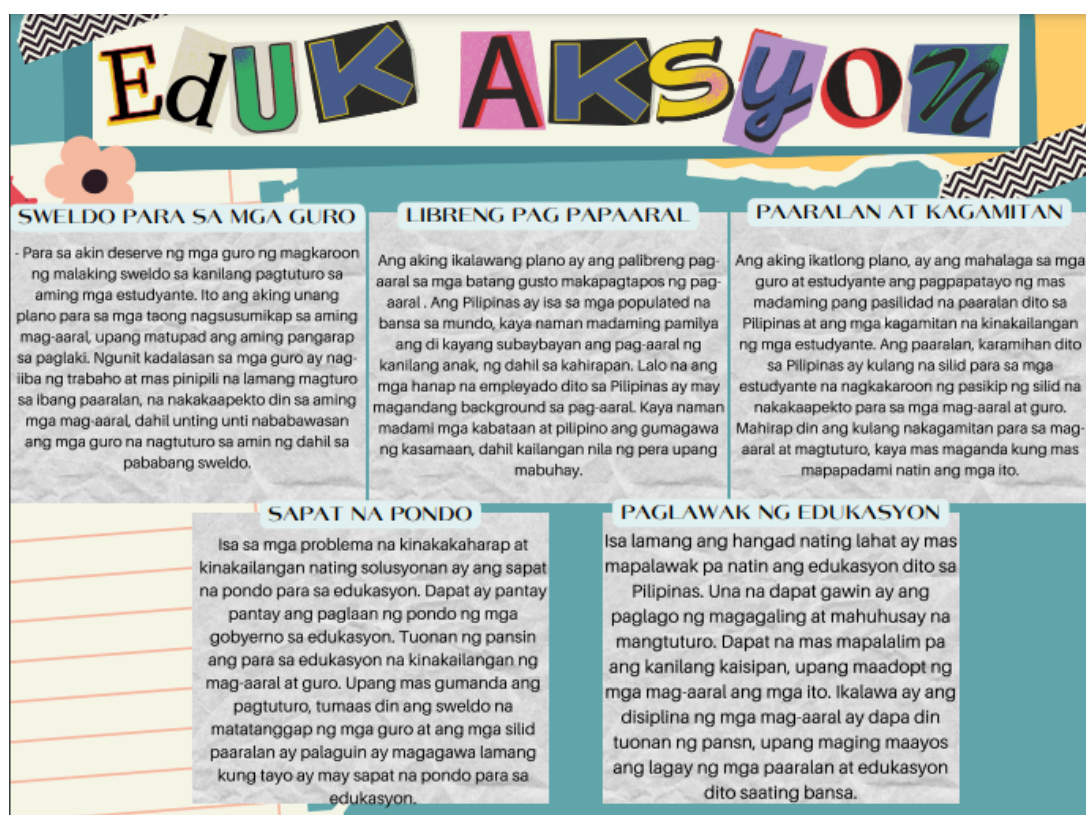 EdUK AKSyON
SWELDO PARA SA MGA GURO
- Para sa akin deserve ng mga guro ng magkaroon
ng malaking sweldo sa kanilang pagtuturo sa
aming mga estudyante. Ito ang aking unang
plano para sa mga taong nagsusumikap sa aming
mag-aaral, upang matupad ang aming pangarap
sa paglaki. Ngunit kadalasan sa mga guro ay nag-
iiba ng trabaho at mas pinipili na lamang magturo
sa ibang paaralan, na nakakaapekto din sa aming
mga mag-aaral, dahil unting unti nababawasan
ang mga guro na nagtuturo sa amin ng dahil sa
pababang sweldo.
LIBRENG PAG PAPAARAL
Ang aking ikalawang plano ay ang palibreng pag-
aaral sa mga batang gusto makapagtapos ng pag-
aaral . Ang Pilipinas ay isa sa mga populated na
bansa sa mundo, kaya naman madaming pamilya
ang di kayang subaybayan ang pag-aaral ng
kanilang anak, ng dahil sa kahirapan. Lalo na ang
mga hanap na empleyado dito sa Pilipinas ay may
magandang background sa pag-aaral. Kaya naman
madami mga kabataan at pilipino ang gumagawa
ng kasamaan, dahil kailangan nila ng pera upang
mabuhay.
PAARALAN AT KAGAMITAN
Ang aking ikatlong plano, ay ang mahalaga sa mga
guro at estudyante ang pagpapatayo ng mas
madaming pang pasilidad na paaralan dito sa
Pilipinas at ang mga kagamitan na kinakailangan
ng mga estudyante. Ang paaralan, karamihan dito
sa Pilipinas ay kulang na silid para sa mga
estudyante na nagkakaroon ng pasikip ng silid na
nakakaapekto para sa mga mag-aaral at guro.
Mahirap din ang kulang nakagamitan para sa mag-
aaral at magtuturo, kaya mas maganda kung mas
mapapadami natin ang mga ito.
SAPAT NA PONDO
Isa sa mga problema na kinakakaharap at
kinakilangan nating solusyonan ay ang sapat
na pondo para sa edukasyon. Dapat ay pantay
pantay ang paglaan ng pondo ng mga
gobyerno sa edukasyon. Tuonan ng pansin
ang para sa edukasyon na kinakailangan ng
mag-aaral at guro. Upang mas gumanda ang
pagtuturo, tumaas din ang sweldo na
matatanggap ng mga guro at ang mga silid
paaralan ay palaguin ay magagawa lamang
kung tayo ay may sapat na pondo para sa
edukasyon.
PAGLAWAK NG EDUKASYON
Isa lamang ang hangad nating lahat ay mas
mapalawak pa natin ang edukasyon dito sa
Pilipinas. Una na dapat gawin ay ang
paglago ng magagaling at mahuhusay na
mangtuturo. Dapat na mas mapalalim pa
ang kanilang kaisipan, upang maadopt ng
mga mag-aaral ang mga ito. Ikalawa ay ang
disiplina ng mga mag-aaral ay dapa din
tuonan ng pansn, upang maging maayos
ang lagay ng mga paaralan at edukasyon
dito saating bansa.